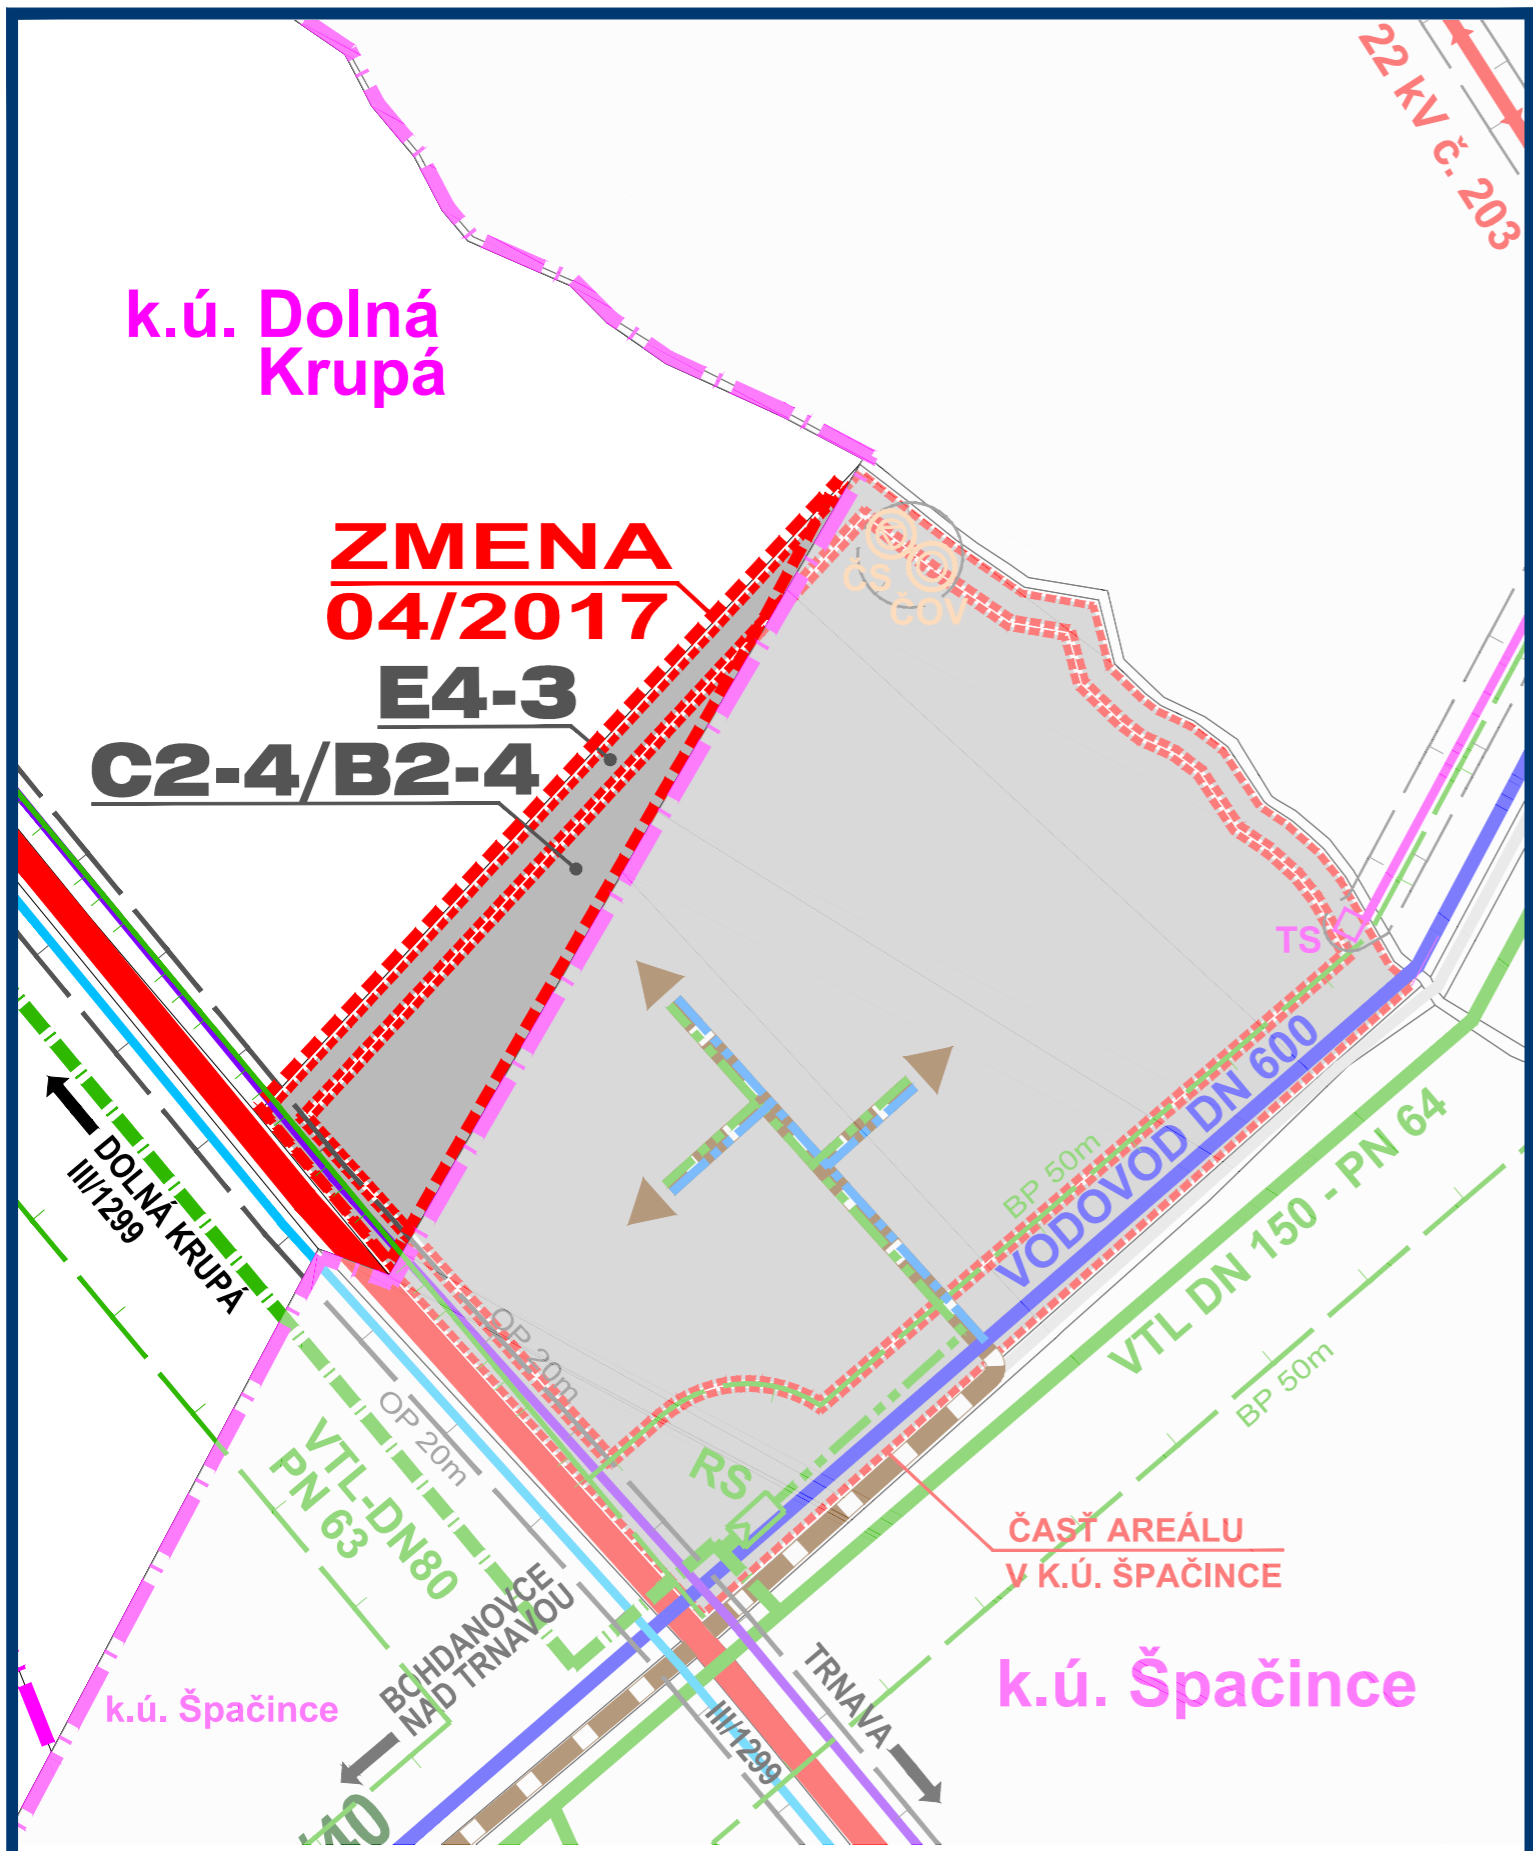 22 kV č. 203
k.ú. Dolná
Krupá
ZMENA
04/2017
E4-3
C2-4/B2-4
ČS
ČOV
TS
DOLNÁ KRUPÁ
III/1299
BP 50m
VODOVOD DN 600
VTL DN 150 - PN 64
BP 50m
OP 20m
OP 20m
VTL-DN80
PN 63
RS
ČASŤ AREÁLU
V K.Ú. ŠPAČINCE
BOHDANOVCE
NAD TRNAVOU
TRNAVA
III/1299
k.ú. Špačince
k.ú. Špačince